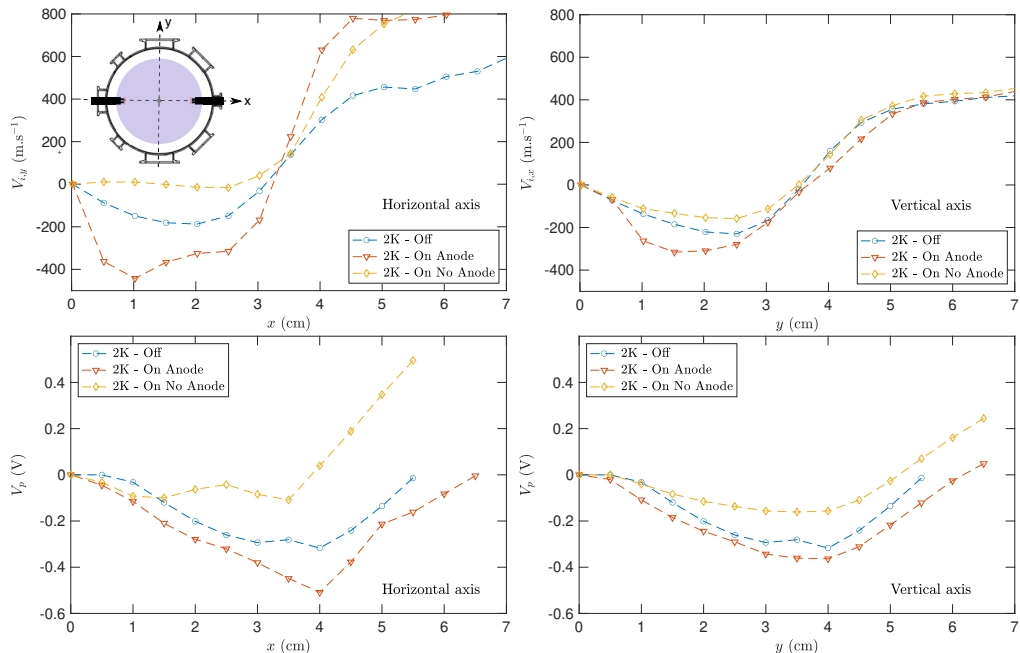 800
600
400
200
0
-200
-400
0 1 2 3 4 5 6 7
V_{i,y} (m.s⁻¹)
x (cm)
y
x
Horizontal axis
2K - Off
2K - On Anode
2K - On No Anode
800
600
400
200
0
-200
-400
0 1 2 3 4 5 6 7
V_{i,x} (m.s⁻¹)
y (cm)
Vertical axis
2K - Off
2K - On Anode
2K - On No Anode
0.4
0.2
0
-0.2
-0.4
-0.6
0 1 2 3 4 5 6 7
V_p (V)
x (cm)
2K - Off
2K - On Anode
2K - On No Anode
Horizontal axis
0.4
0.2
0
-0.2
-0.4
-0.6
0 1 2 3 4 5 6 7
V_p (V)
y (cm)
2K - Off
2K - On Anode
2K - On No Anode
Vertical axis